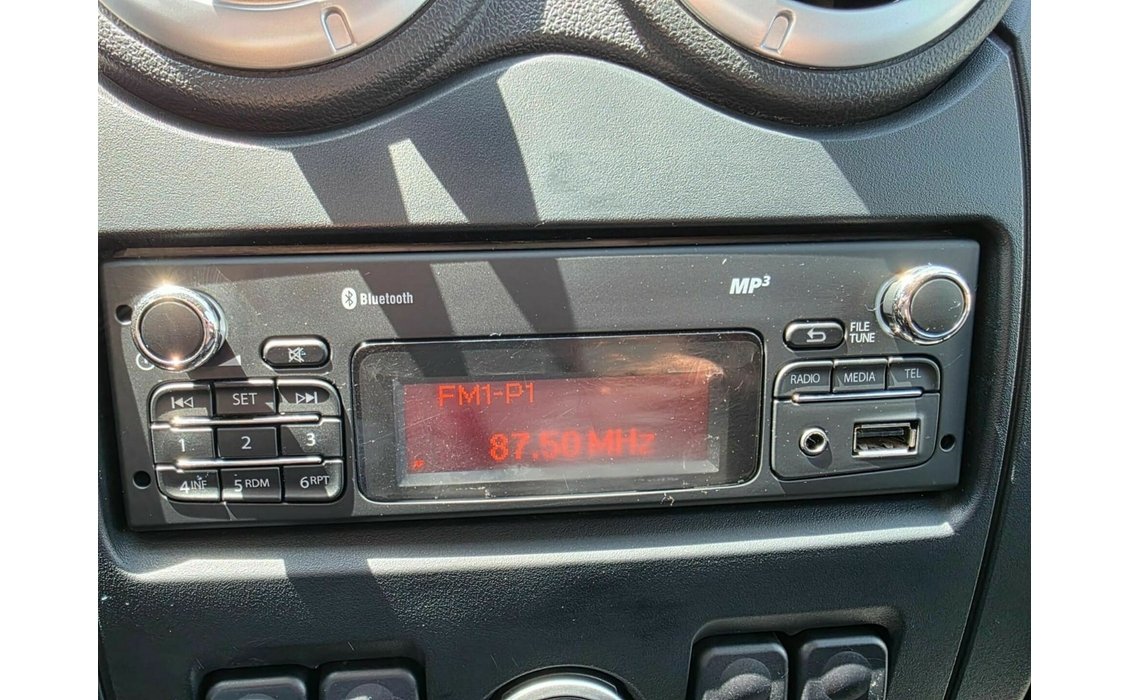 Bluetooth
MP3
FILE
TUNE
SET
RADIO
MEDIA
TEL
FM1-P1
87.50 MHz
1
2
3
4INF
5RDM
6RPT